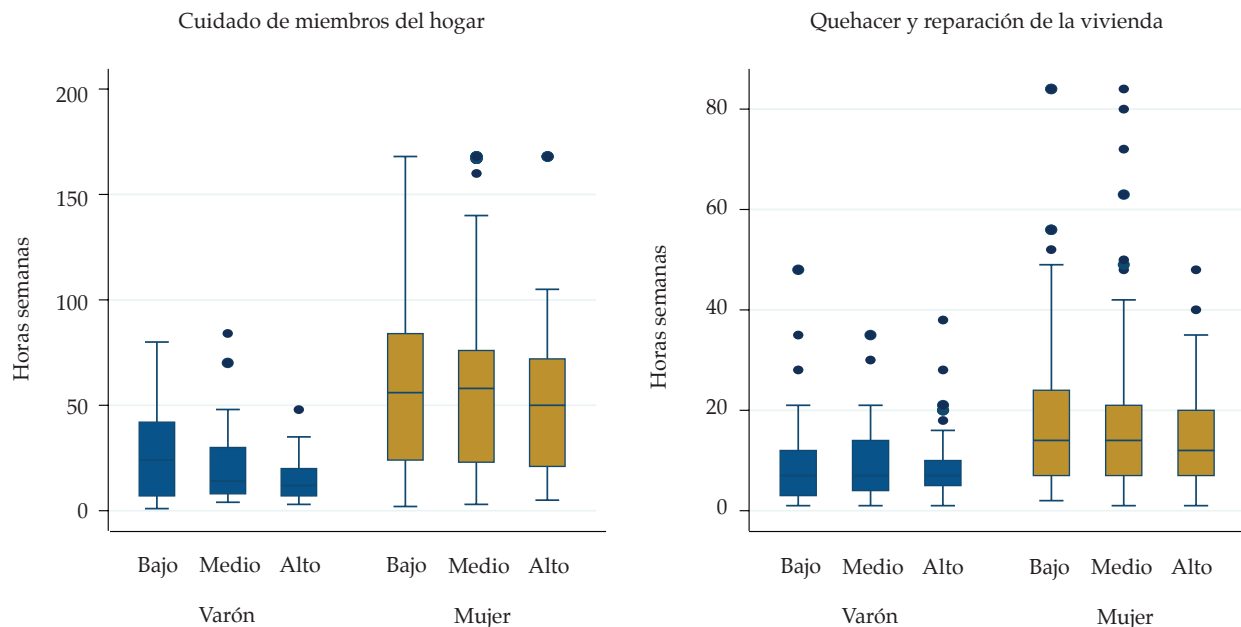 Cuidado de miembros del hogar
Horas semanas
200
150
100
50
0
Bajo Medio Alto Bajo Medio Alto
Varón Mujer
Quehacer y reparación de la vivienda
Horas semanas
80
60
40
20
0
Bajo Medio Alto Bajo Medio Alto
Varón Mujer